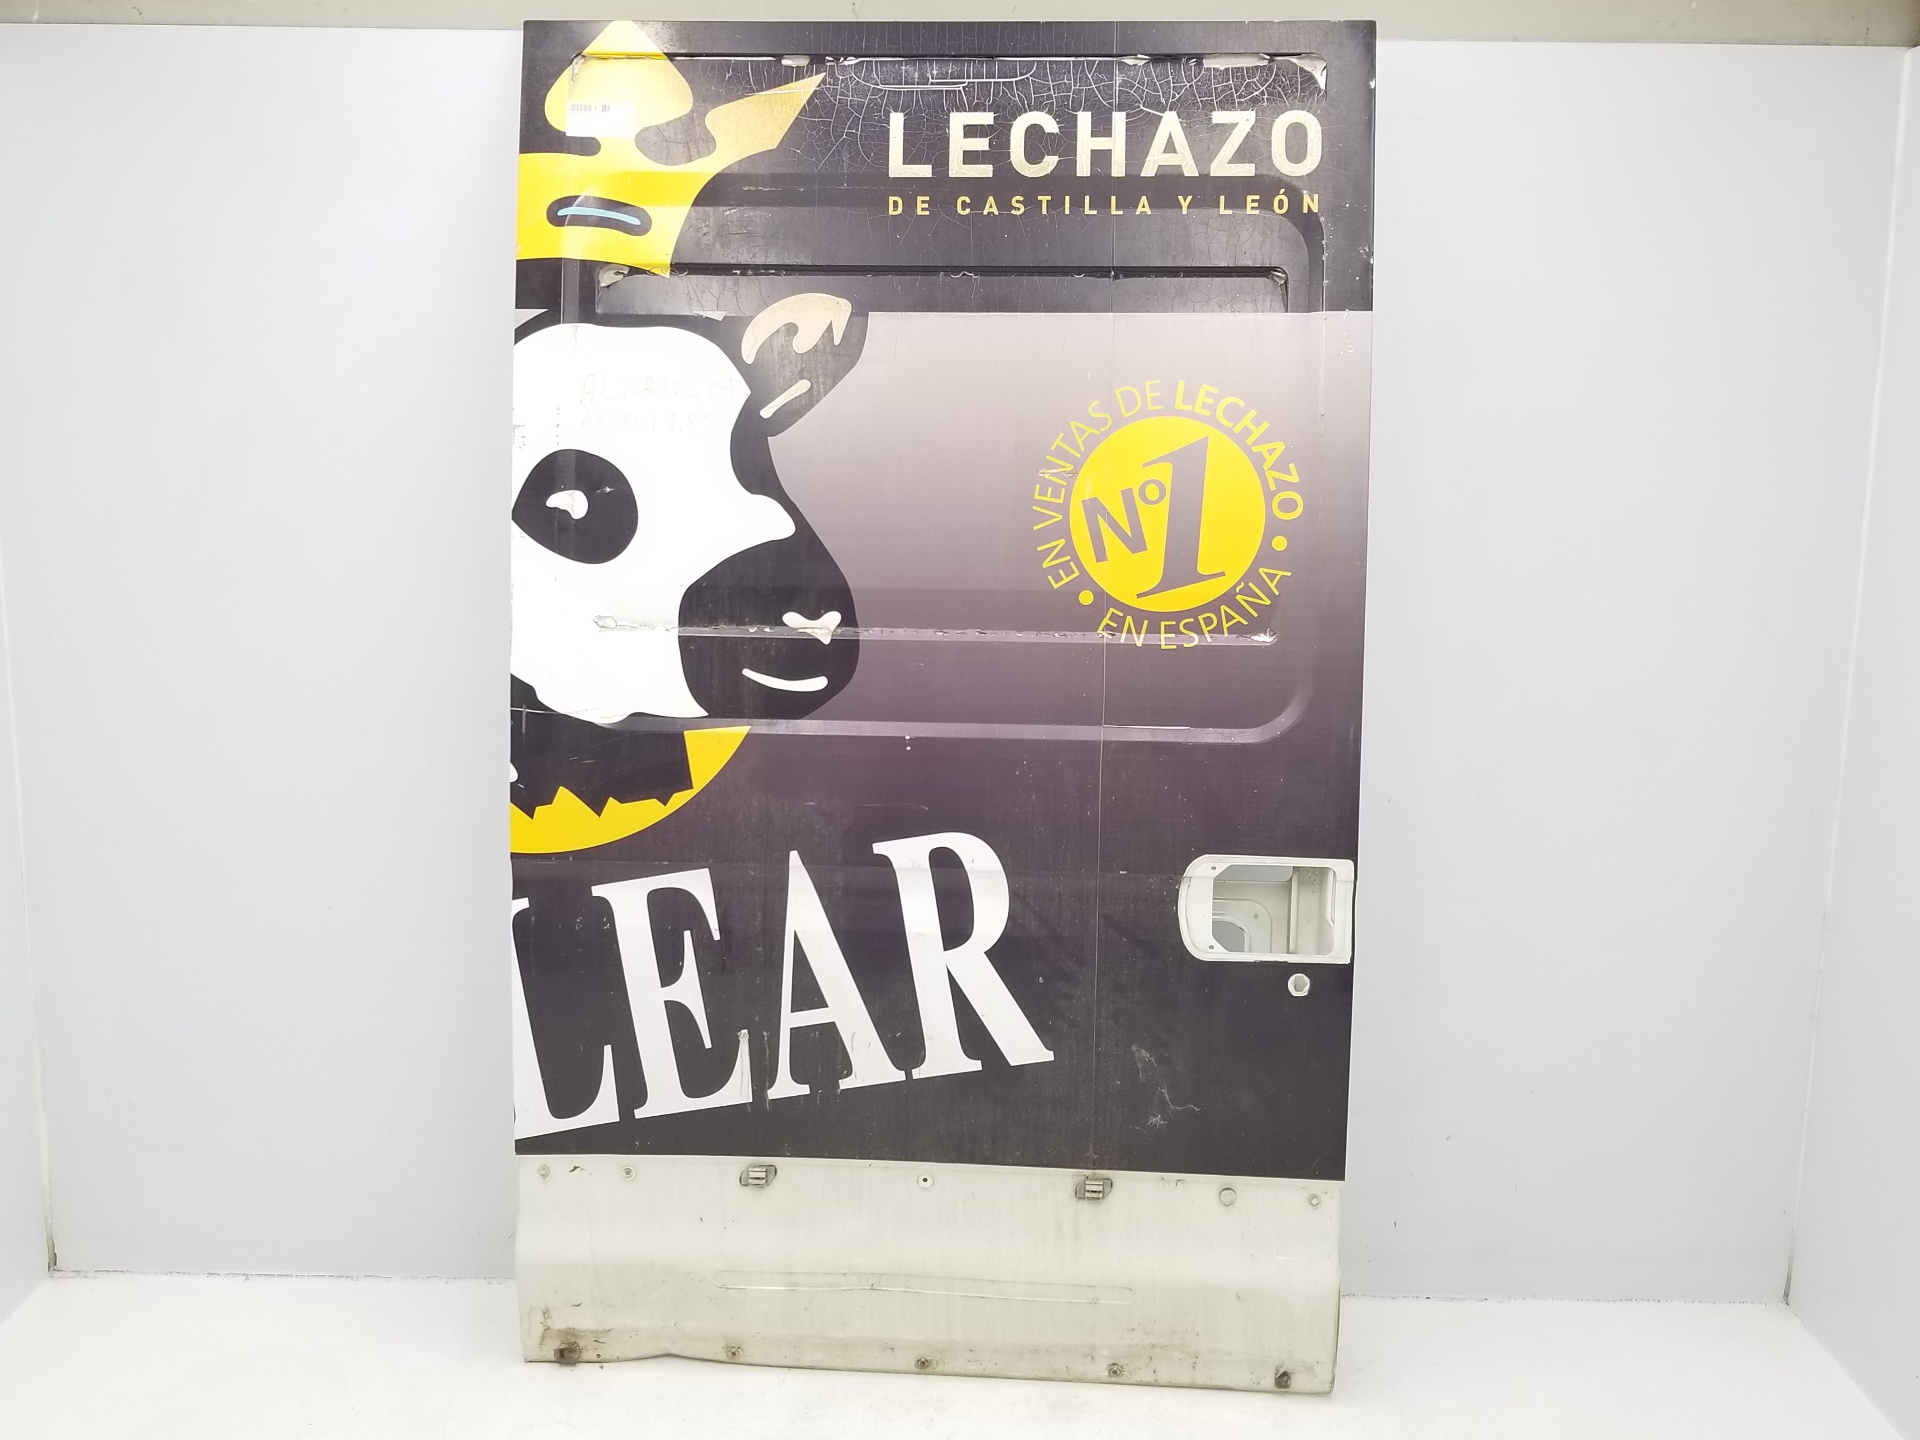 LECHAZO
DE CASTILLA Y LEÓN
EN VENTAS DE LECHAZO • EN ESPAÑA •
Nº1
LEAR